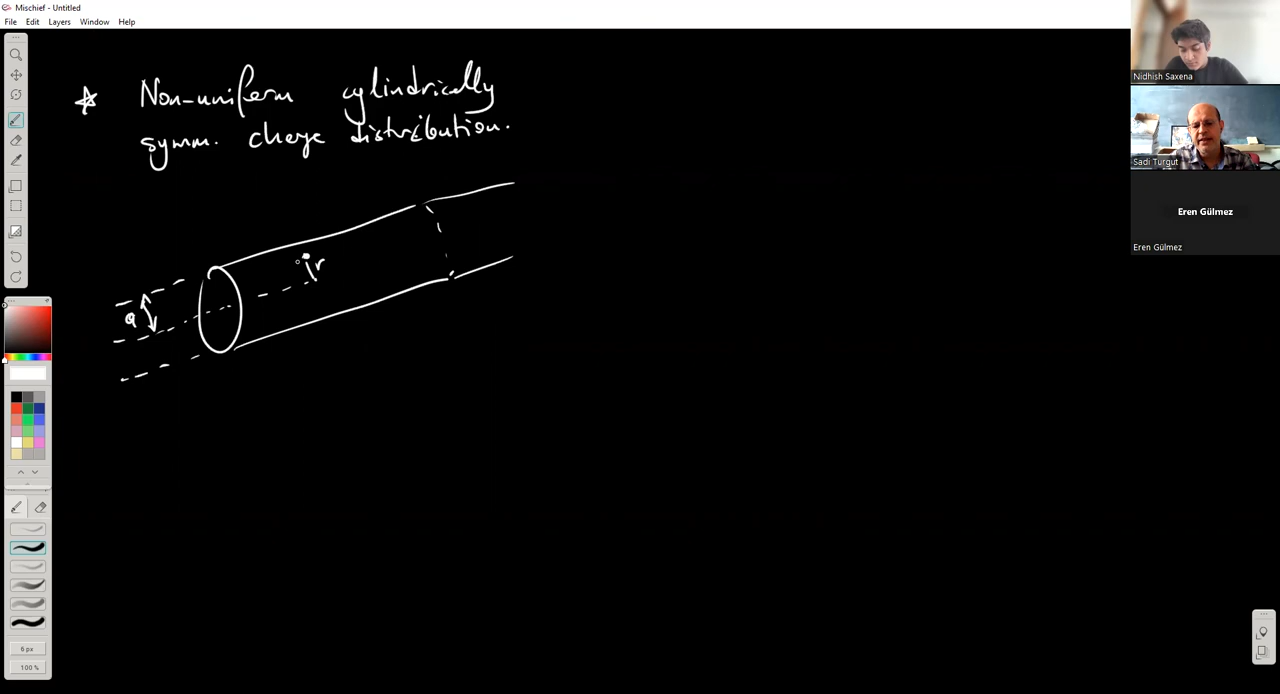 Mischief - Untitled
File Edit Layers Window Help
Non-uniform cylindrically
symm. charge distribution.
r
a
6 px
100 %
Nidhish Saxena
Sadi Turgut
Eren Gülmez
Eren Gülmez